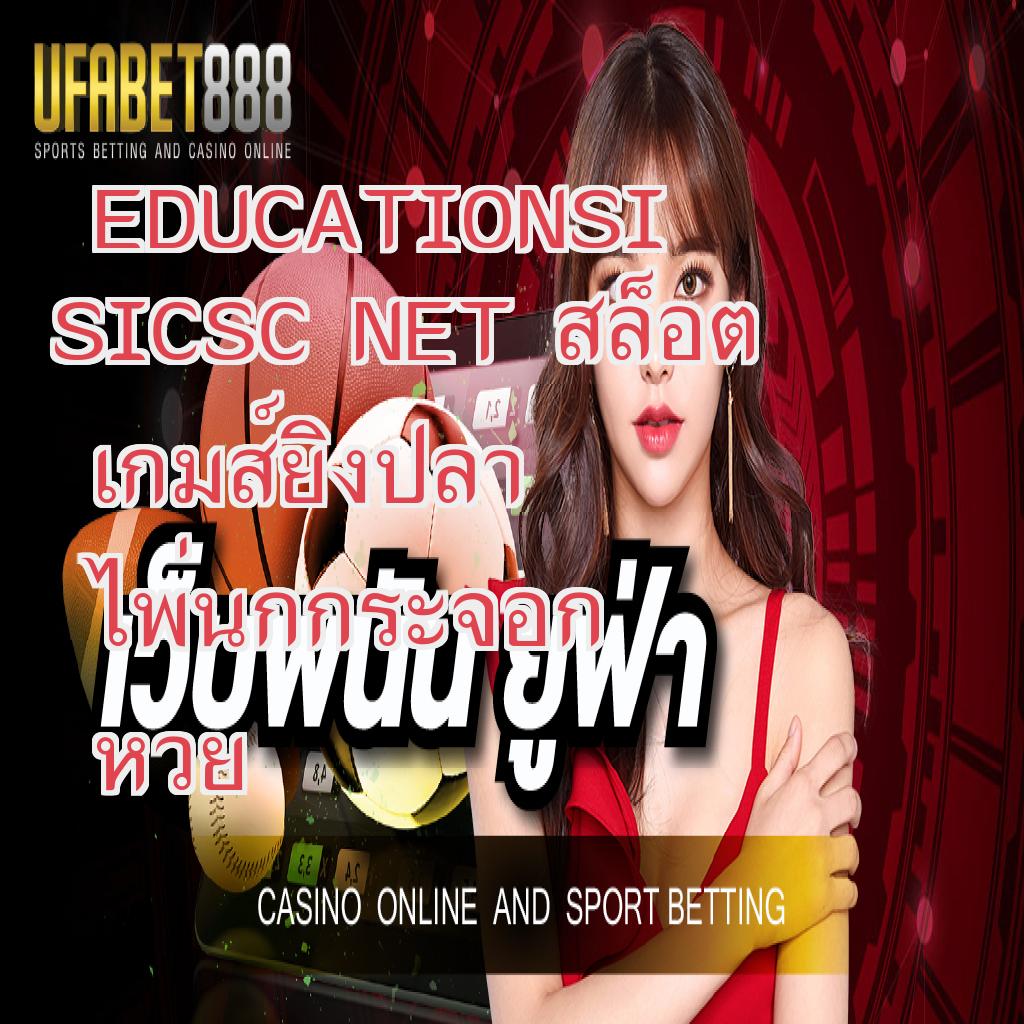 UFABET888
SPORTS BETTING AND CASINO ONLINE
EDUCATIONSI
SICSC NET สล็อต
เกมส์ยิงปลา
ไพ่นกกระจอก
เว็บพนัน ยูฟ่า
หวย
CASINO ONLINE AND SPORT BETTING